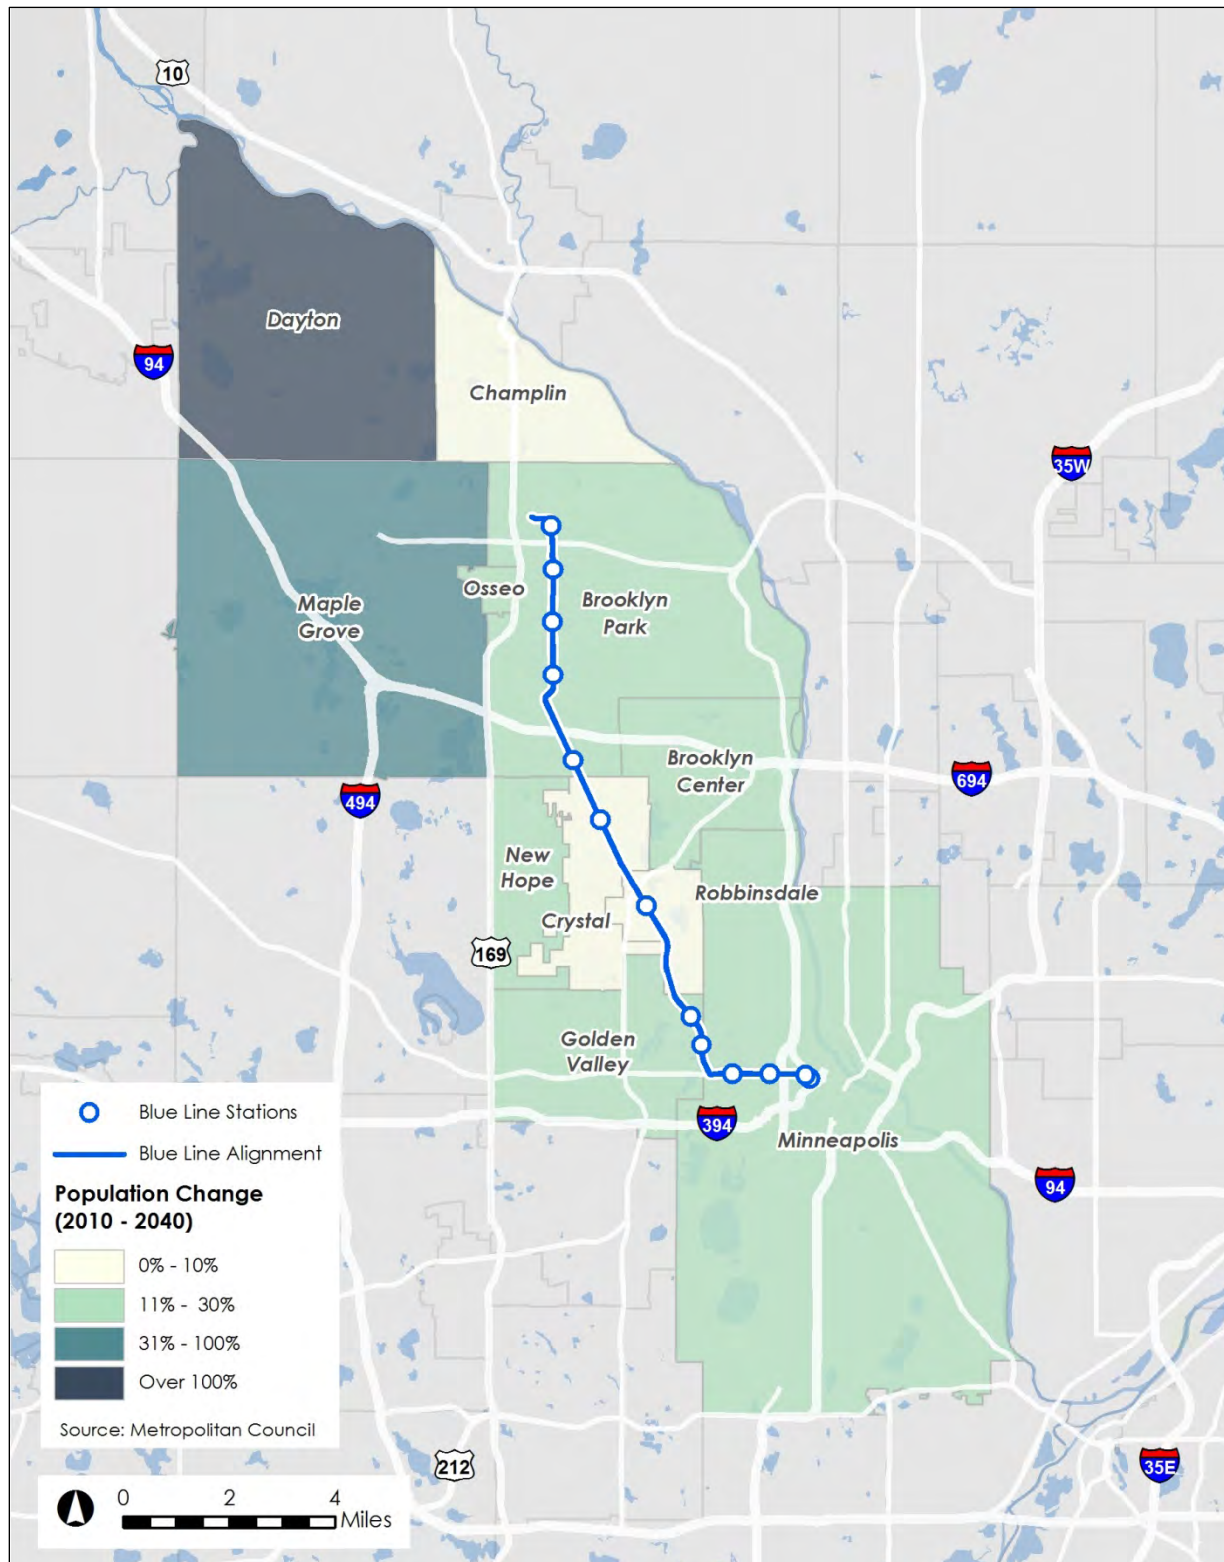 10
Dayton
94
Champlin
35W
Osseo
Maple
Grove
Brooklyn
Park
Brooklyn
Center
694
494
New
Hope
Robbinsdale
Crystal
169
Golden
Valley
394
Minneapolis
94
Blue Line Stations
Blue Line Alignment
Population Change
(2010 - 2040)
0% - 10%
11% - 30%
31% - 100%
Over 100%
Source: Metropolitan Council
212
35E
0 2 4
Miles